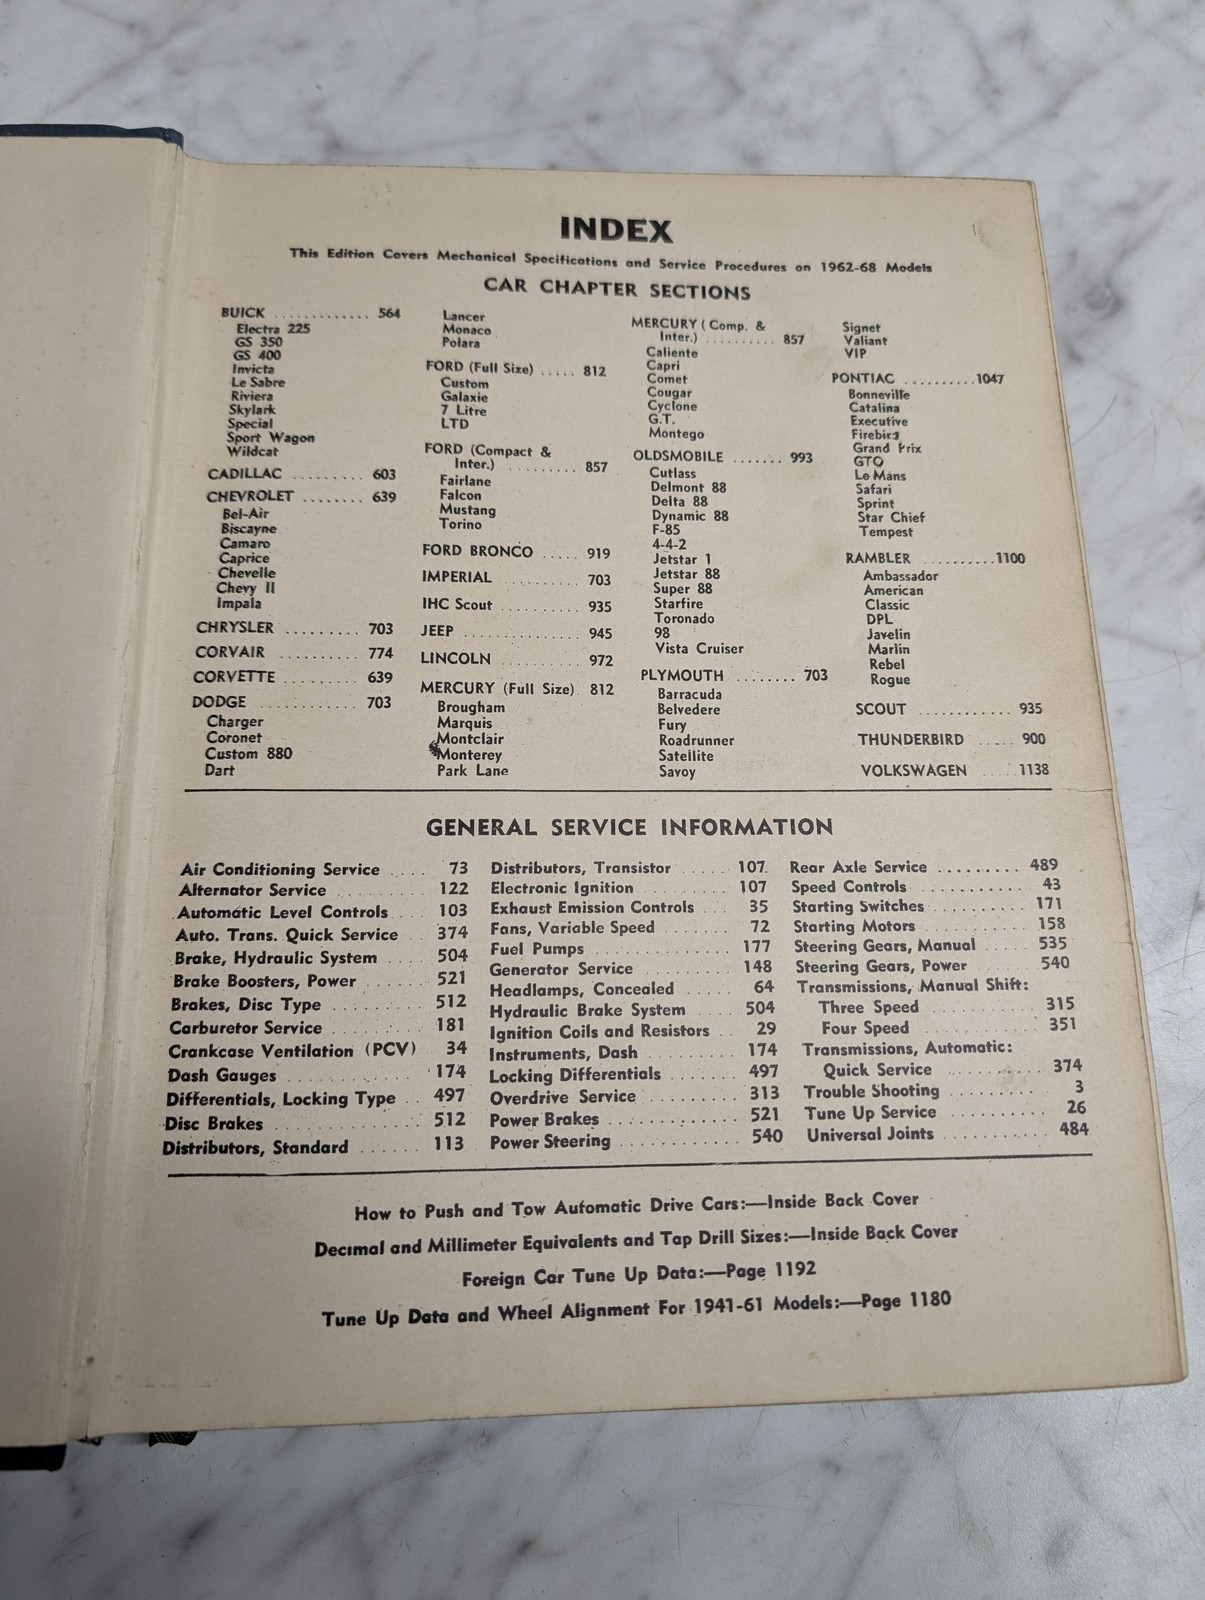 INDEX
This Edition Covers Mechanical Specifications and Service Procedures on 1962-68 Models
CAR CHAPTER SECTIONS
BUICK ............. 564
Electra 225
GS 350
GS 400
Invicta
Le Sabre
Riviera
Skylark
Special
Sport Wagon
Wildcat
CADILLAC ......... 603
CHEVROLET ........ 639
Bel-Air
Biscayne
Camaro
Caprice
Chevelle
Chevy II
Impala
CHRYSLER ......... 703
CORVAIR .......... 774
CORVETTE ......... 639
DODGE ............ 703
Charger
Coronet
Custom 880
Dart
Lancer
Monaco
Polara
FORD (Full Size) ..... 812
Custom
Galaxie
7 Litre
LTD
FORD (Compact &
Inter.) ......... 857
Fairlane
Falcon
Mustang
Torino
FORD BRONCO ..... 919
IMPERIAL ......... 703
IHC Scout .......... 935
JEEP .............. 945
LINCOLN .......... 972
MERCURY (Full Size) . 812
Brougham
Marquis
Montclair
Monterey
Park Lane
MERCURY (Comp. &
Inter.) .......... 857
Caliente
Capri
Comet
Cougar
Cyclone
G.T.
Montego
OLDSMOBILE ....... 993
Cutlass
Delmont 88
Delta 88
Dynamic 88
F-85
4-4-2
Jetstar 1
Jetstar 88
Super 88
Starfire
Toronado
98
Vista Cruiser
PLYMOUTH ........ 703
Barracuda
Belvedere
Fury
Roadrunner
Satellite
Savoy
Signet
Valiant
VIP
PONTIAC ..........1047
Bonneville
Catalina
Executive
Firebird
Grand Prix
GTO
Le Mans
Safari
Sprint
Star Chief
Tempest
RAMBLER ..........1100
Ambassador
American
Classic
DPL
Javelin
Marlin
Rebel
Rogue
SCOUT ............ 935
THUNDERBIRD ..... 900
VOLKSWAGEN .....1138
GENERAL SERVICE INFORMATION
Air Conditioning Service .... 73
Alternator Service ......... 122
Automatic Level Controls ... 103
Auto. Trans. Quick Service .. 374
Brake, Hydraulic System .... 504
Brake Boosters, Power ...... 521
Brakes, Disc Type ......... 512
Carburetor Service ......... 181
Crankcase Ventilation (PCV) 34
Dash Gauges ............. 174
Differentials, Locking Type .. 497
Disc Brakes .............. 512
Distributors, Standard ...... 113
Distributors, Transistor ..... 107
Electronic Ignition ........ 107
Exhaust Emission Controls ... 35
Fans, Variable Speed ....... 72
Fuel Pumps .............. 177
Generator Service ......... 148
Headlamps, Concealed ..... 64
Hydraulic Brake System .... 504
Ignition Coils and Resistors .. 29
Instruments, Dash ......... 174
Locking Differentials ....... 497
Overdrive Service ......... 313
Power Brakes ............. 521
Power Steering ............ 540
Rear Axle Service ......... 489
Speed Controls ........... 43
Starting Switches .......... 171
Starting Motors ........... 158
Steering Gears, Manual ..... 535
Steering Gears, Power ...... 540
Transmissions, Manual Shift:
Three Speed ........... 315
Four Speed ............ 351
Transmissions, Automatic:
Quick Service .......... 374
Trouble Shooting ......... 3
Tune Up Service .......... 26
Universal Joints ........... 484
How to Push and Tow Automatic Drive Cars:—Inside Back Cover
Decimal and Millimeter Equivalents and Tap Drill Sizes:—Inside Back Cover
Foreign Car Tune Up Data:—Page 1192
Tune Up Data and Wheel Alignment For 1941-61 Models:—Page 1180